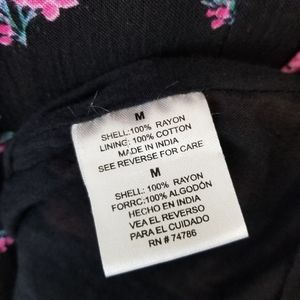 M
SHELL:100% RAYON
LINING: 100% COTTON
MADE IN INDIA
SEE REVERSE FOR CARE
M
SHELL: 100% RAYON
FORRC:100% ALGODÓN
HECHO EN INDIA
VEA EL REVERSO
PARA EL CUIDADO
RN # 74786